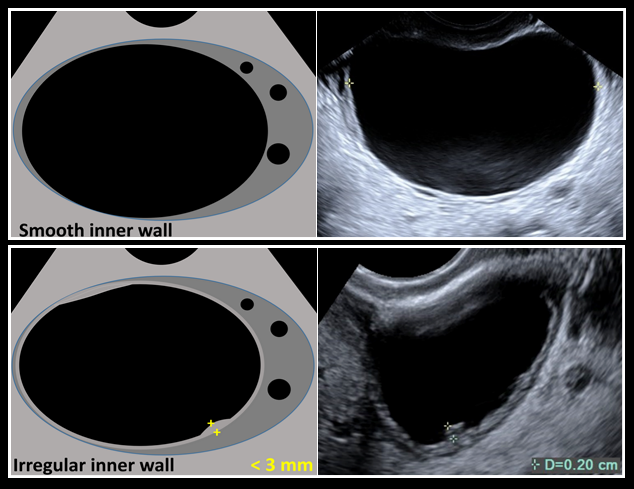 Smooth inner wall
Irregular inner wall
< 3 mm
D=0.20 cm